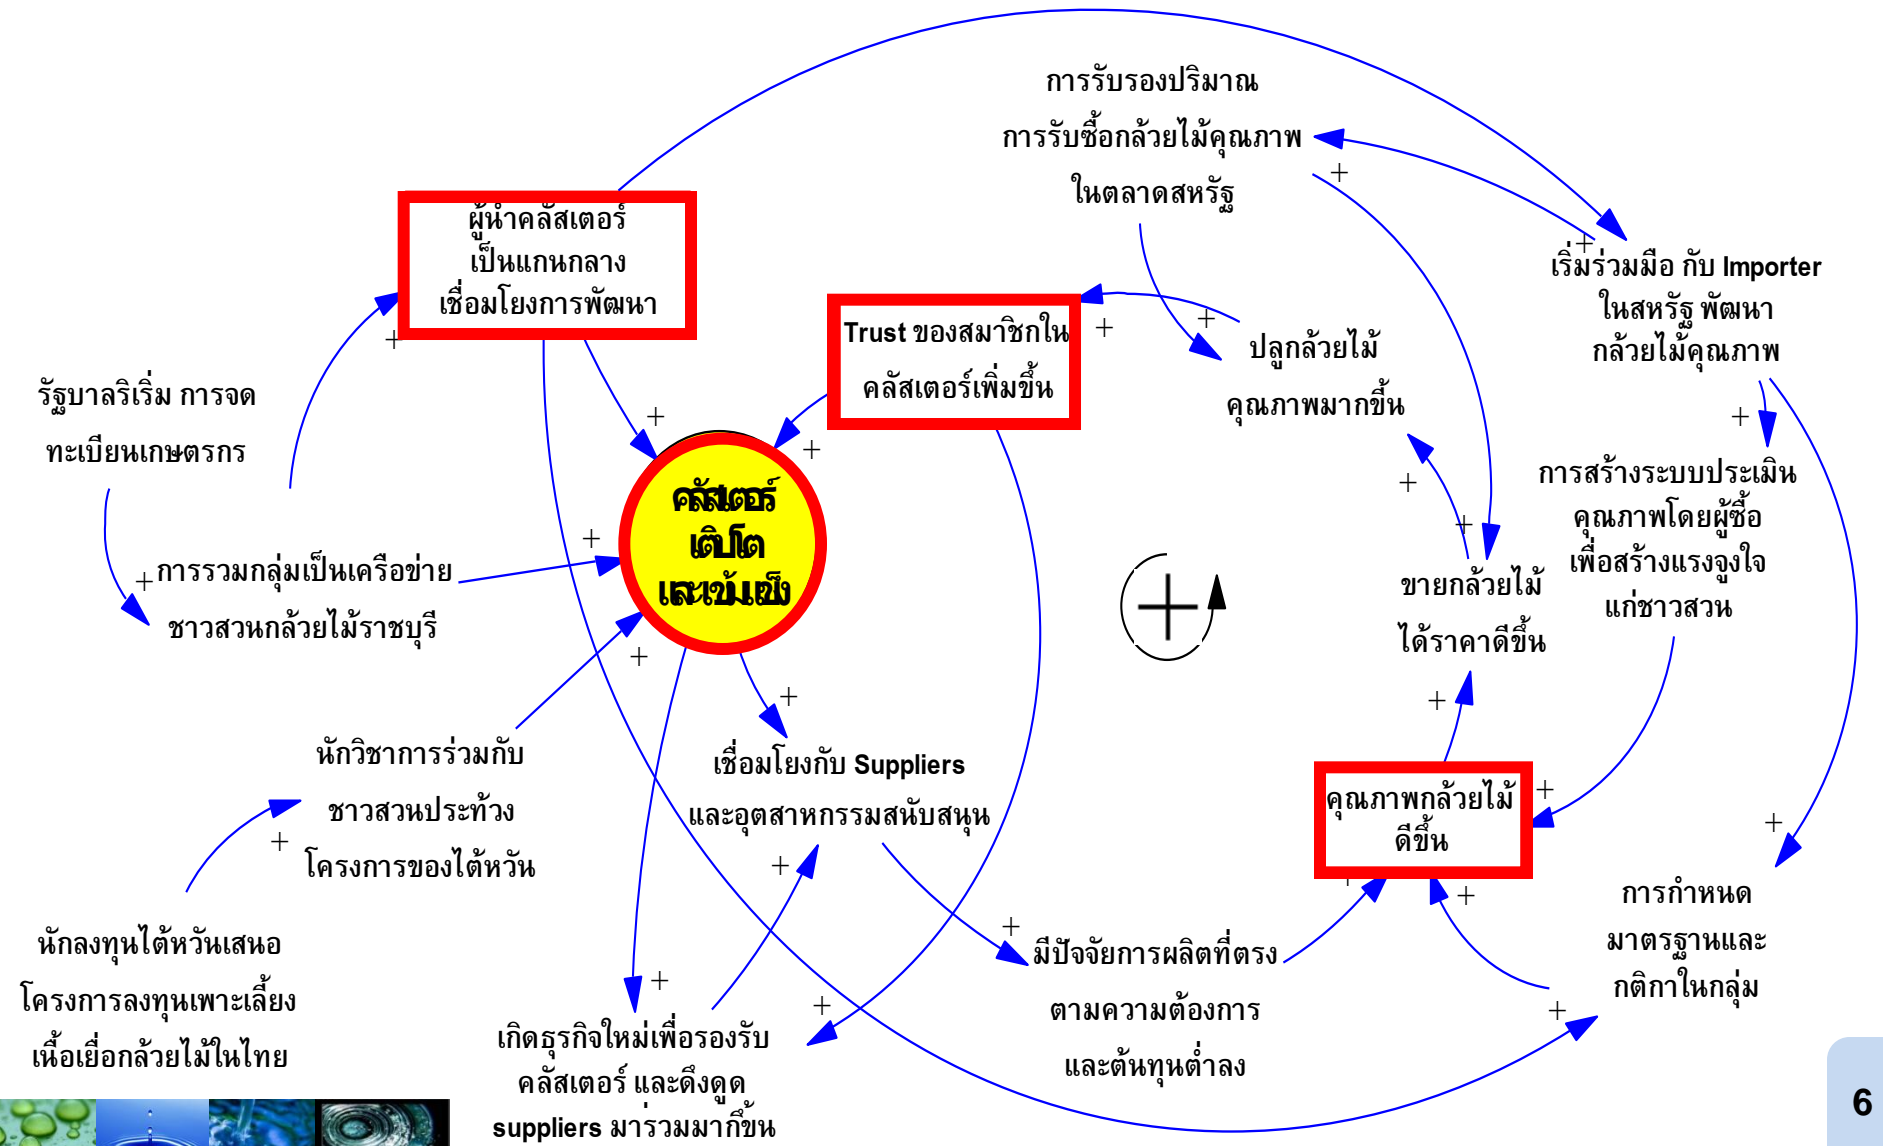 การรับรองปริมาณ
การรับซื้อกล้วยไม้คุณภาพ
ในตลาดสหรัฐ
ผู้นำคลัสเตอร์
เป็นแกนกลาง
เชื่อมโยงการพัฒนา
เริ่มร่วมมือ กับ Importer
ในสหรัฐ พัฒนา
กล้วยไม้คุณภาพ
Trust ของสมาชิกใน
คลัสเตอร์เพิ่มขึ้น
ปลูกกล้วยไม้
คุณภาพมากขึ้น
รัฐบาลริเริ่ม การจด
ทะเบียนเกษตรกร
คลัสเตอร์
เติบโต
และเข้มแข็ง
การสร้างระบบประเมิน
คุณภาพโดยผู้ซื้อ
เพื่อสร้างแรงจูงใจ
แก่ชาวสวน
การรวมกลุ่มเป็นเครือข่าย
ชาวสวนกล้วยไม้ราชบุรี
ขายกล้วยไม้
ได้ราคาดีขึ้น
นักวิชาการร่วมกับ
ชาวสวนประท้วง
โครงการของไต้หวัน
เชื่อมโยงกับ Suppliers
และอุตสาหกรรมสนับสนุน
คุณภาพกล้วยไม้
ดีขึ้น
การกำหนด
มาตรฐานและ
กติกาในกลุ่ม
นักลงทุนไต้หวันเสนอ
โครงการลงทุนเพาะเลี้ยง
เนื้อเยื่อกล้วยไม้ในไทย
มีปัจจัยการผลิตที่ตรง
ตามความต้องการ
และต้นทุนต่ำลง
เกิดธุรกิจใหม่เพื่อรองรับ
คลัสเตอร์ และดึงดูด
suppliers มาร่วมมากขึ้น
6